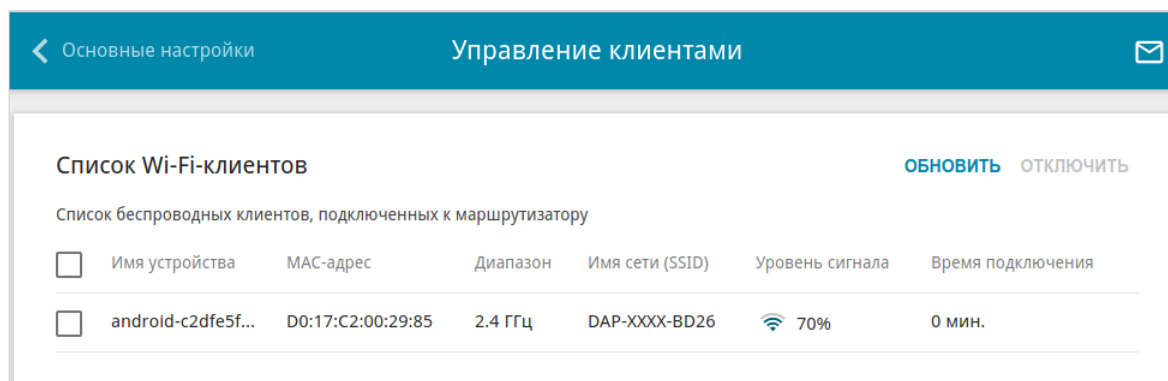 Основные настройки Управление клиентами
Список Wi-Fi-клиентов ОБНОВИТЬ ОТКЛЮЧИТЬ
Список беспроводных клиентов, подключенных к маршрутизатору
Имя устройства MAC-адрес Диапазон Имя сети (SSID) Уровень сигнала Время подключения
android-c2dfe5f... D0:17:C2:00:29:85 2.4 ГГц DAP-XXXX-BD26 70% 0 мин.